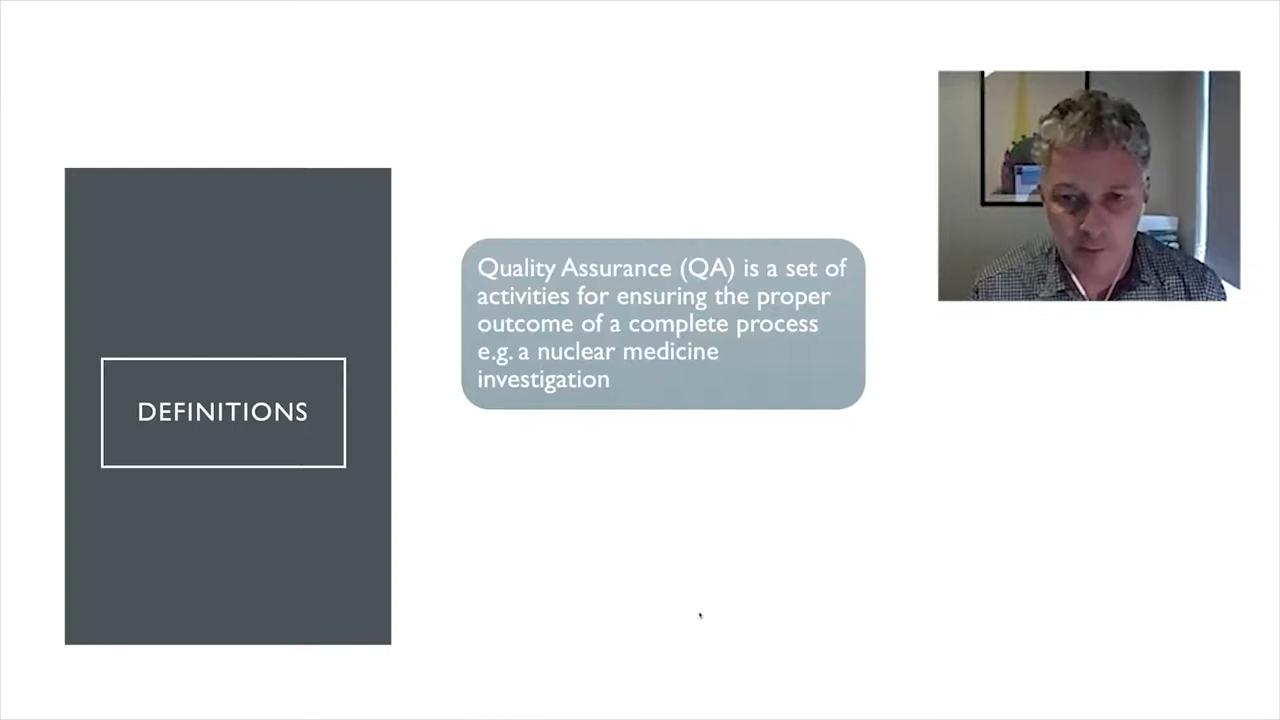 DEFINITIONS
Quality Assurance (QA) is a set of
activities for ensuring the proper
outcome of a complete process
e.g. a nuclear medicine
investigation